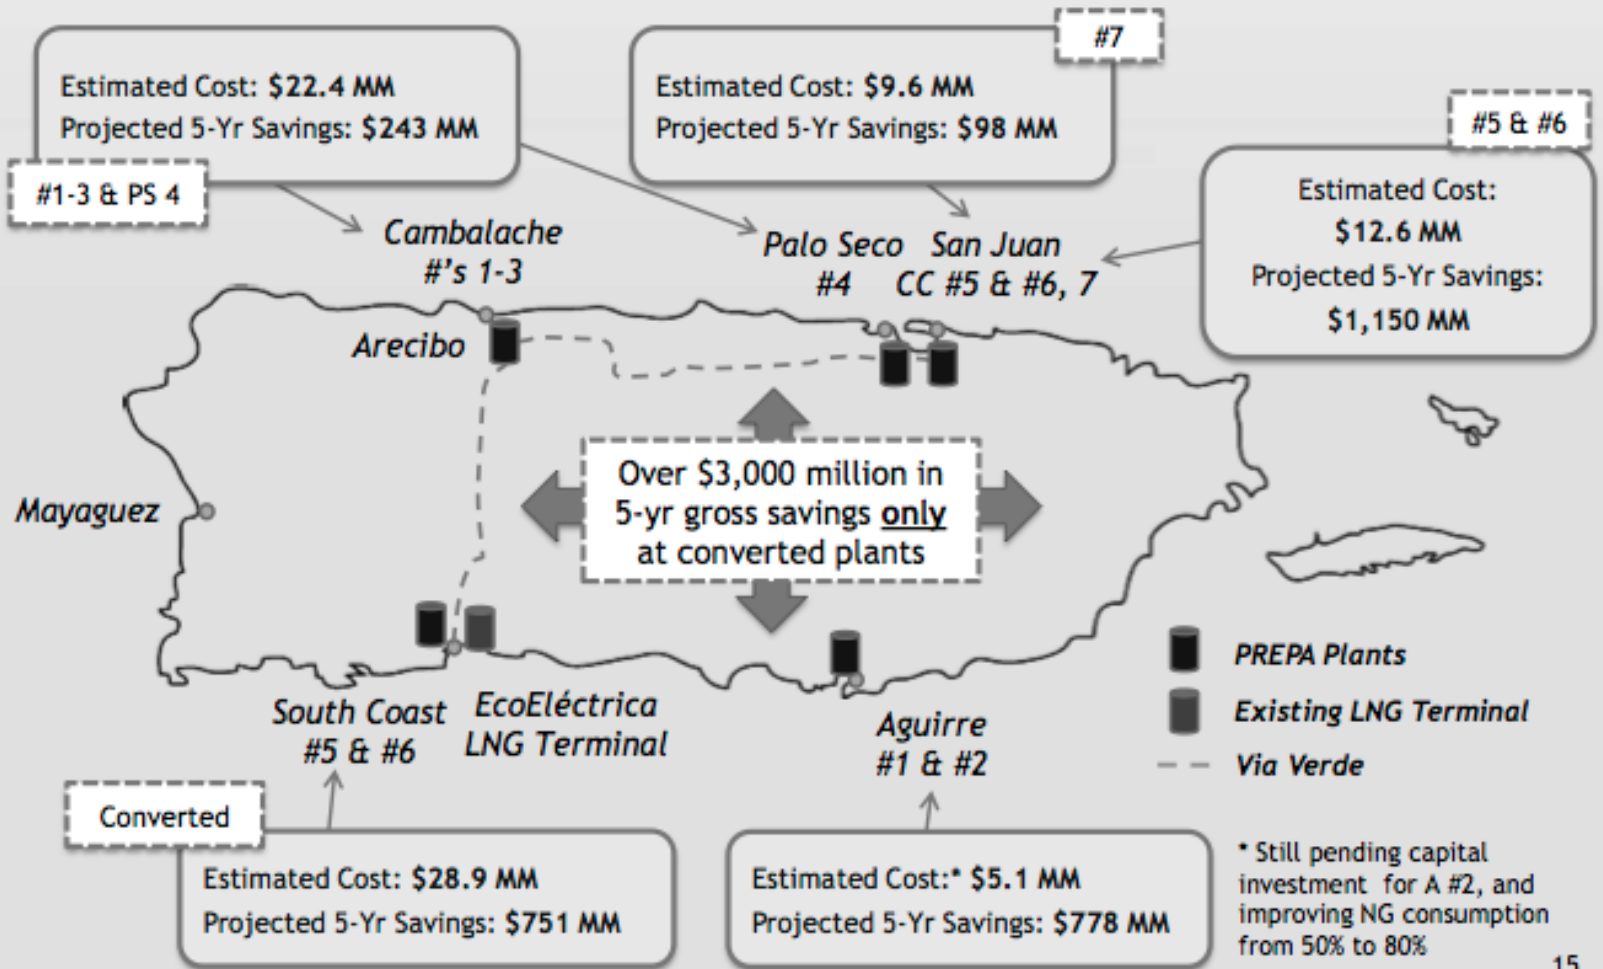 #7
Estimated Cost: $22.4 MM
Projected 5-Yr Savings: $243 MM
#1-3 & PS 4
Estimated Cost: $9.6 MM
Projected 5-Yr Savings: $98 MM
#5 & #6
Estimated Cost:
$12.6 MM
Projected 5-Yr Savings:
$1,150 MM
Cambalache
#'s 1-3
Palo Seco
#4
San Juan
CC #5 & #6, 7
Arecibo
Mayaguez
Over $3,000 million in
5-yr gross savings only
at converted plants
South Coast
#5 & #6
EcoEléctrica
LNG Terminal
Aguirre
#1 & #2
PREPA Plants
Existing LNG Terminal
Via Verde
Converted
Estimated Cost: $28.9 MM
Projected 5-Yr Savings: $751 MM
Estimated Cost:* $5.1 MM
Projected 5-Yr Savings: $778 MM
* Still pending capital
investment for A #2, and
improving NG consumption
from 50% to 80%
15